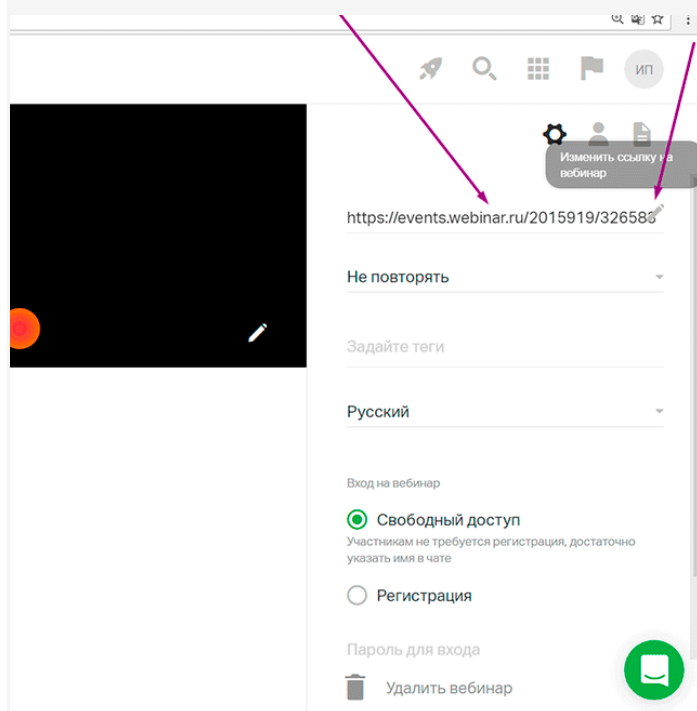 ИП
Изменить ссылку на
вебинар
https://events.webinar.ru/2015919/326583
Не повторять
Задайте теги
Русский
Вход на вебинар
Свободный доступ
Участникам не требуется регистрация, достаточно
указать имя в чате
Регистрация
Пароль для входа
Удалить вебинар